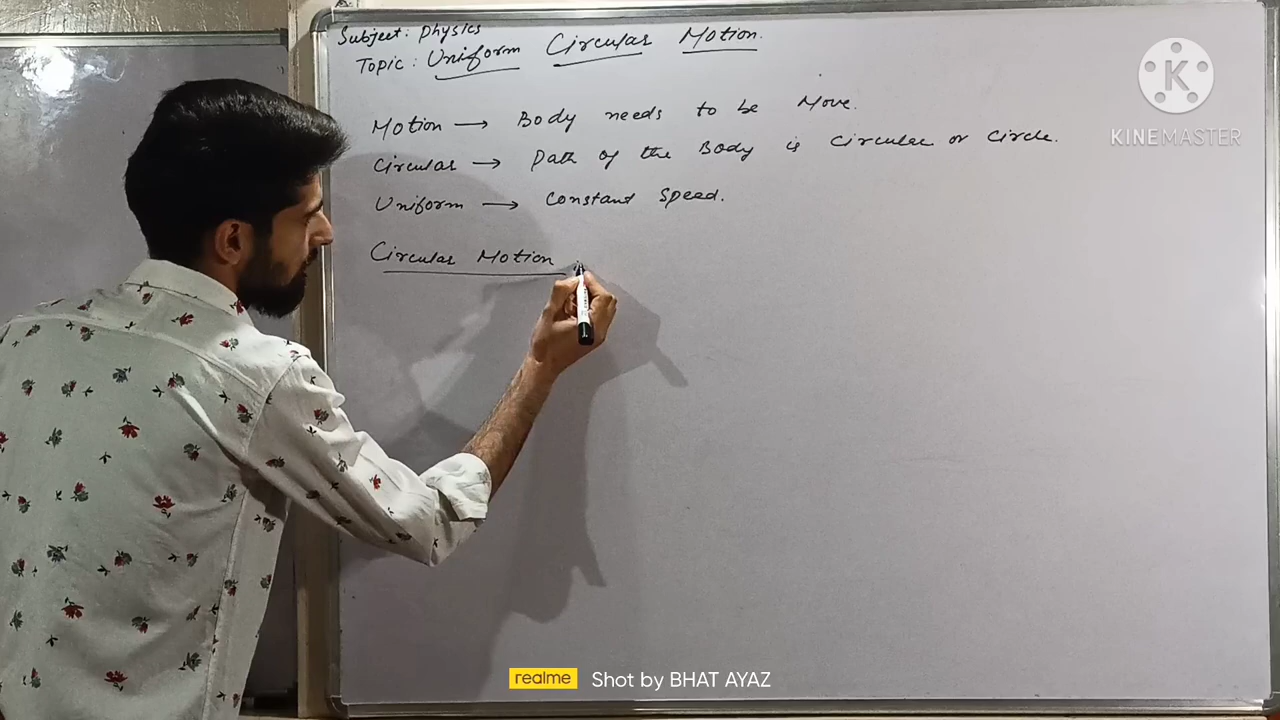 Subject: Physics
Topic: Uniform Circular Motion.
Motion → Body needs to be Move.
Circular → Path of the Body is Circular or Circle.
Uniform → Constant Speed.
Circular Motion
K
KINEMASTER
realme Shot by BHAT AYAZ